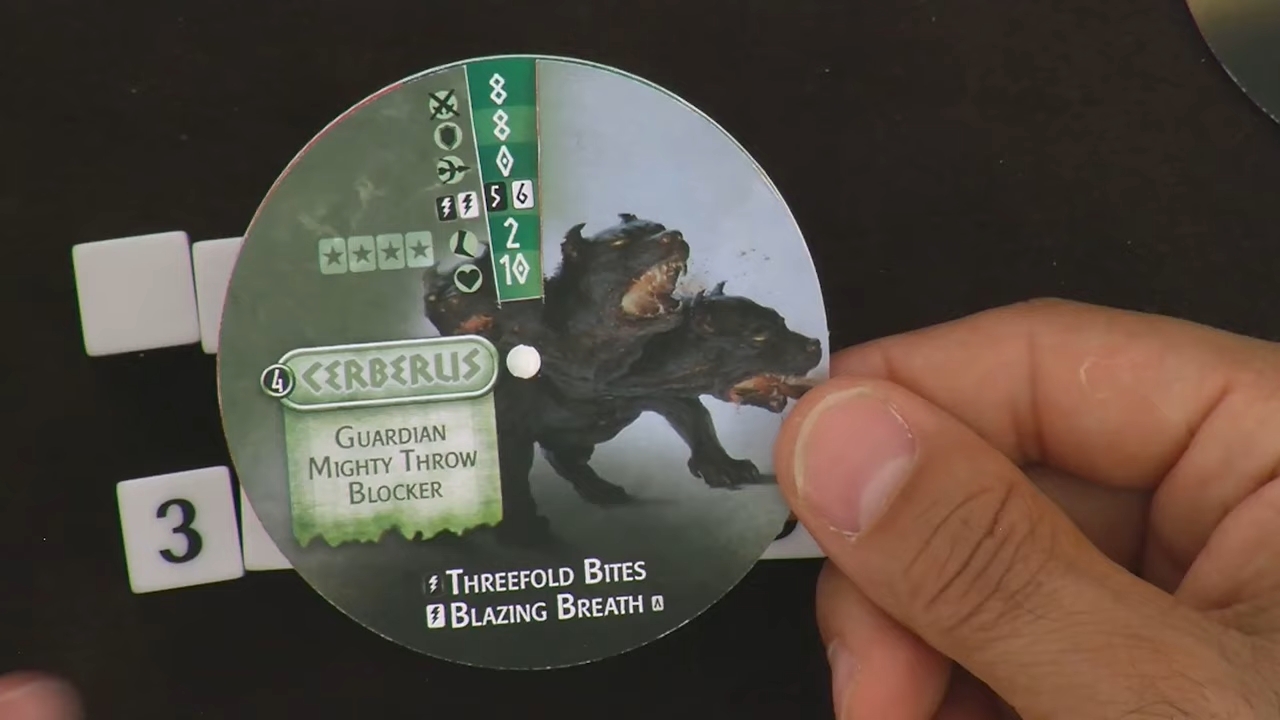 8
8
0
5 6
2
10
4 CERBERUS
GUARDIAN
MIGHTY THROW
BLOCKER
3
THREEFOLD BITES
BLAZING BREATH A